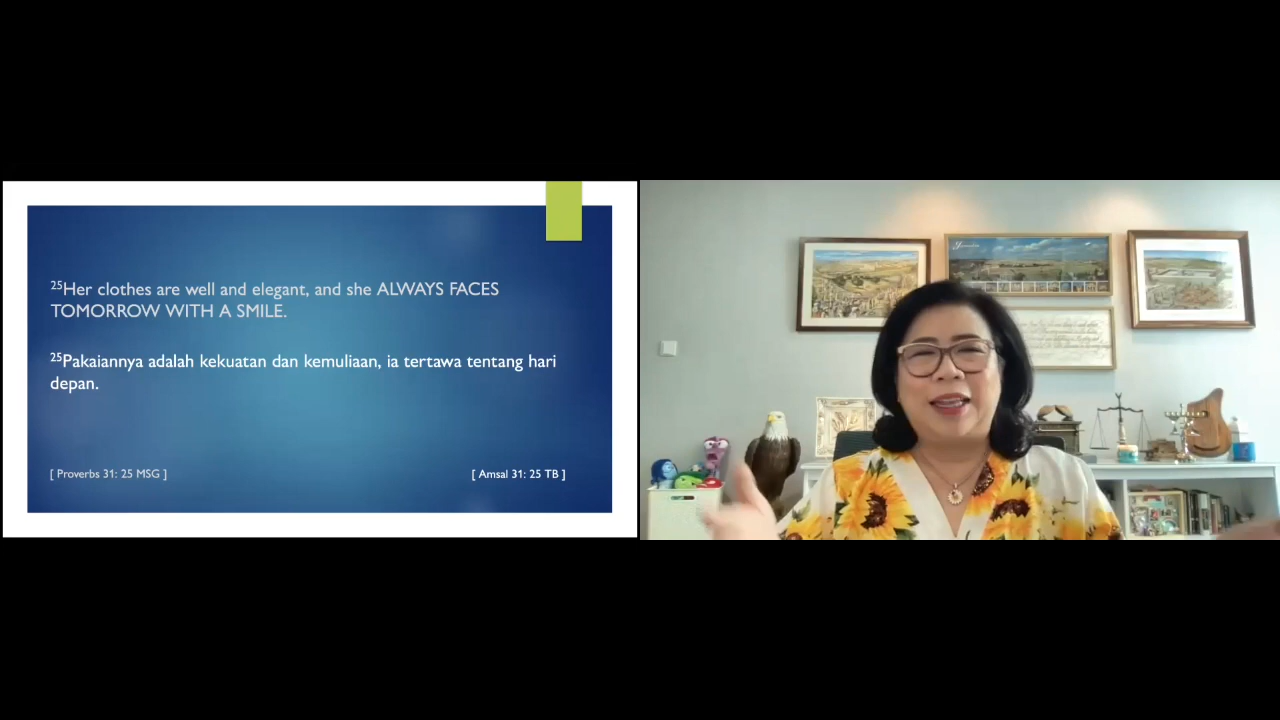 ²⁵Her clothes are well and elegant, and she ALWAYS FACES
TOMORROW WITH A SMILE.
²⁵Pakaiannya adalah kekuatan dan kemuliaan, ia tertawa tentang hari
depan.
[ Proverbs 31: 25 MSG ]
[ Amsal 31: 25 TB ]